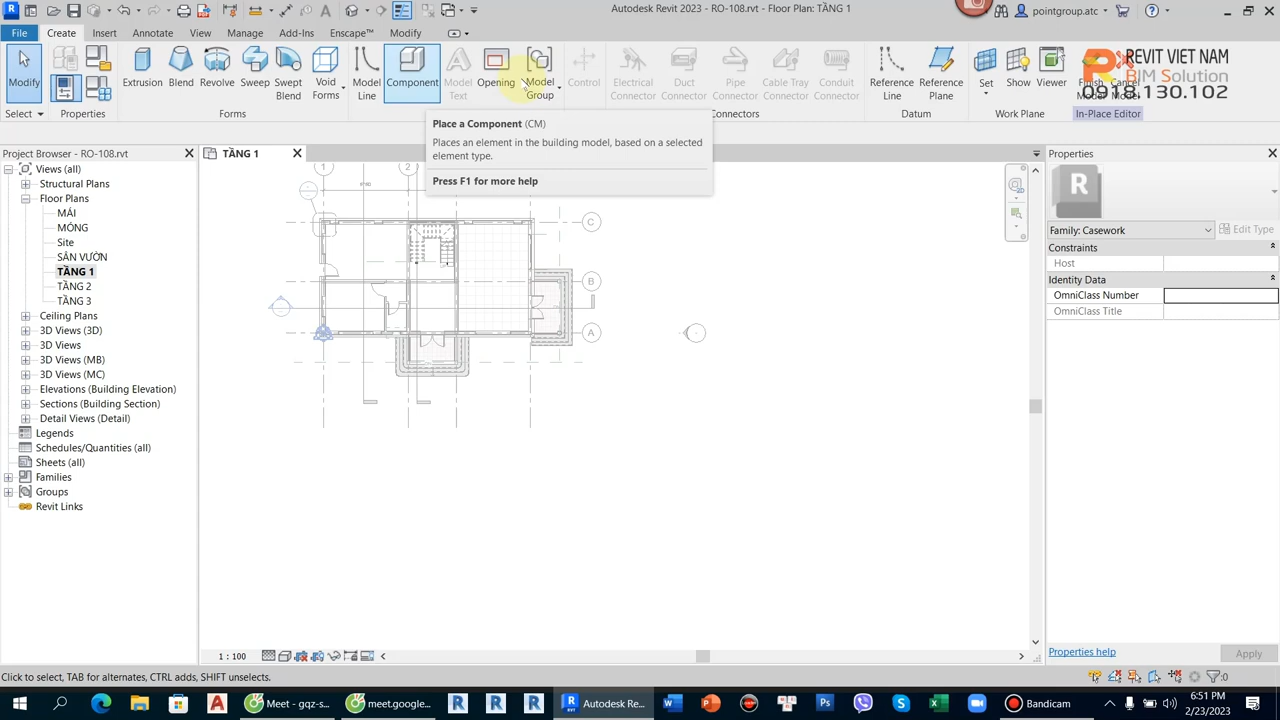 Autodesk Revit 2023 - RO-108.rvt - Floor Plan: TẦNG 1
pointgroup.atc
File Create Insert Annotate View Manage Add-Ins Enscape™ Modify
Modify
Extrusion
Blend
Revolve
Sweep
Swept Blend
Void Forms
Model Line
Component
Model Text
Opening
Model Group
Control
Electrical Connector
Duct Connector
Pipe Connector
Cable Tray Connector
Conduit Connector
Reference Line
Reference Plane
Set
Show
Viewer
Finish Model
Cancel Model
REVIT VIET NAM
BIM Solution
0918.130.102
Select
Properties
Forms
Connectors
Datum
Work Plane
In-Place Editor
Place a Component (CM)
Places an element in the building model, based on a selected
element type.
Press F1 for more help
Project Browser - RO-108.rvt
Views (all)
Structural Plans
Floor Plans
MÁI
MÓNG
Site
SÂN VƯỜN
TẦNG 1
TẦNG 2
TẦNG 3
Ceiling Plans
3D Views (3D)
3D Views
3D Views (MB)
3D Views (MC)
Elevations (Building Elevation)
Sections (Building Section)
Detail Views (Detail)
Legends
Schedules/Quantities (all)
Sheets (all)
Families
Groups
Revit Links
TẦNG 1
1
2
C
B
A
1 : 100
Properties
R
Family: Casework
Edit Type
Constraints
Host
Identity Data
OmniClass Number
OmniClass Title
Properties help
Apply
Click to select, TAB for alternates, CTRL adds, SHIFT unselects.
:0
Meet - gqz-s...
meet.google...
Autodesk Re...
Bandicam
6:51 PM
2/23/2023